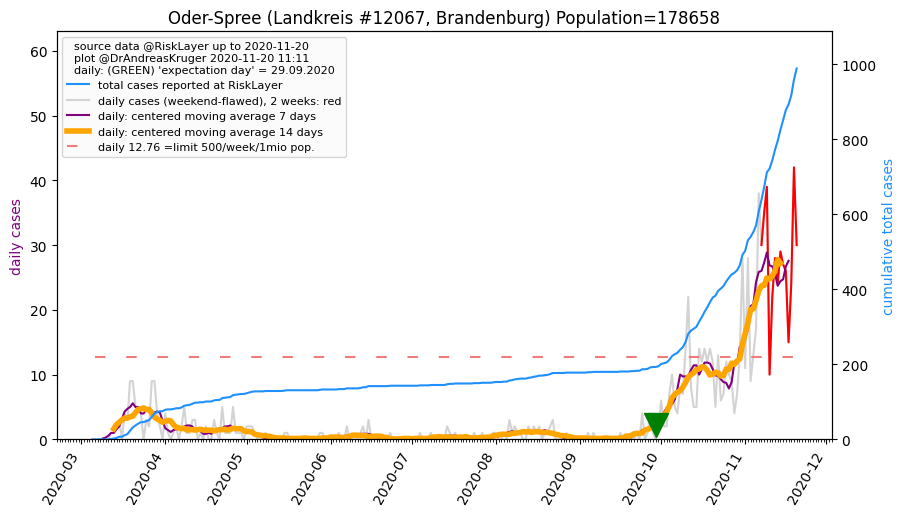 Oder-Spree (Landkreis #12067, Brandenburg) Population=178658
source data @RiskLayer up to 2020-11-20
plot @DrAndreasKruger 2020-11-20 11:11
daily: (GREEN) 'expectation day' = 29.09.2020
total cases reported at RiskLayer
daily cases (weekend-flawed), 2 weeks: red
daily: centered moving average 7 days
daily: centered moving average 14 days
daily 12.76 =limit 500/week/1mio pop.
daily cases
60
50
40
30
20
10
0
cumulative total cases
1000
800
600
400
200
0
2020-03
2020-04
2020-05
2020-06
2020-07
2020-08
2020-09
2020-10
2020-11
2020-12